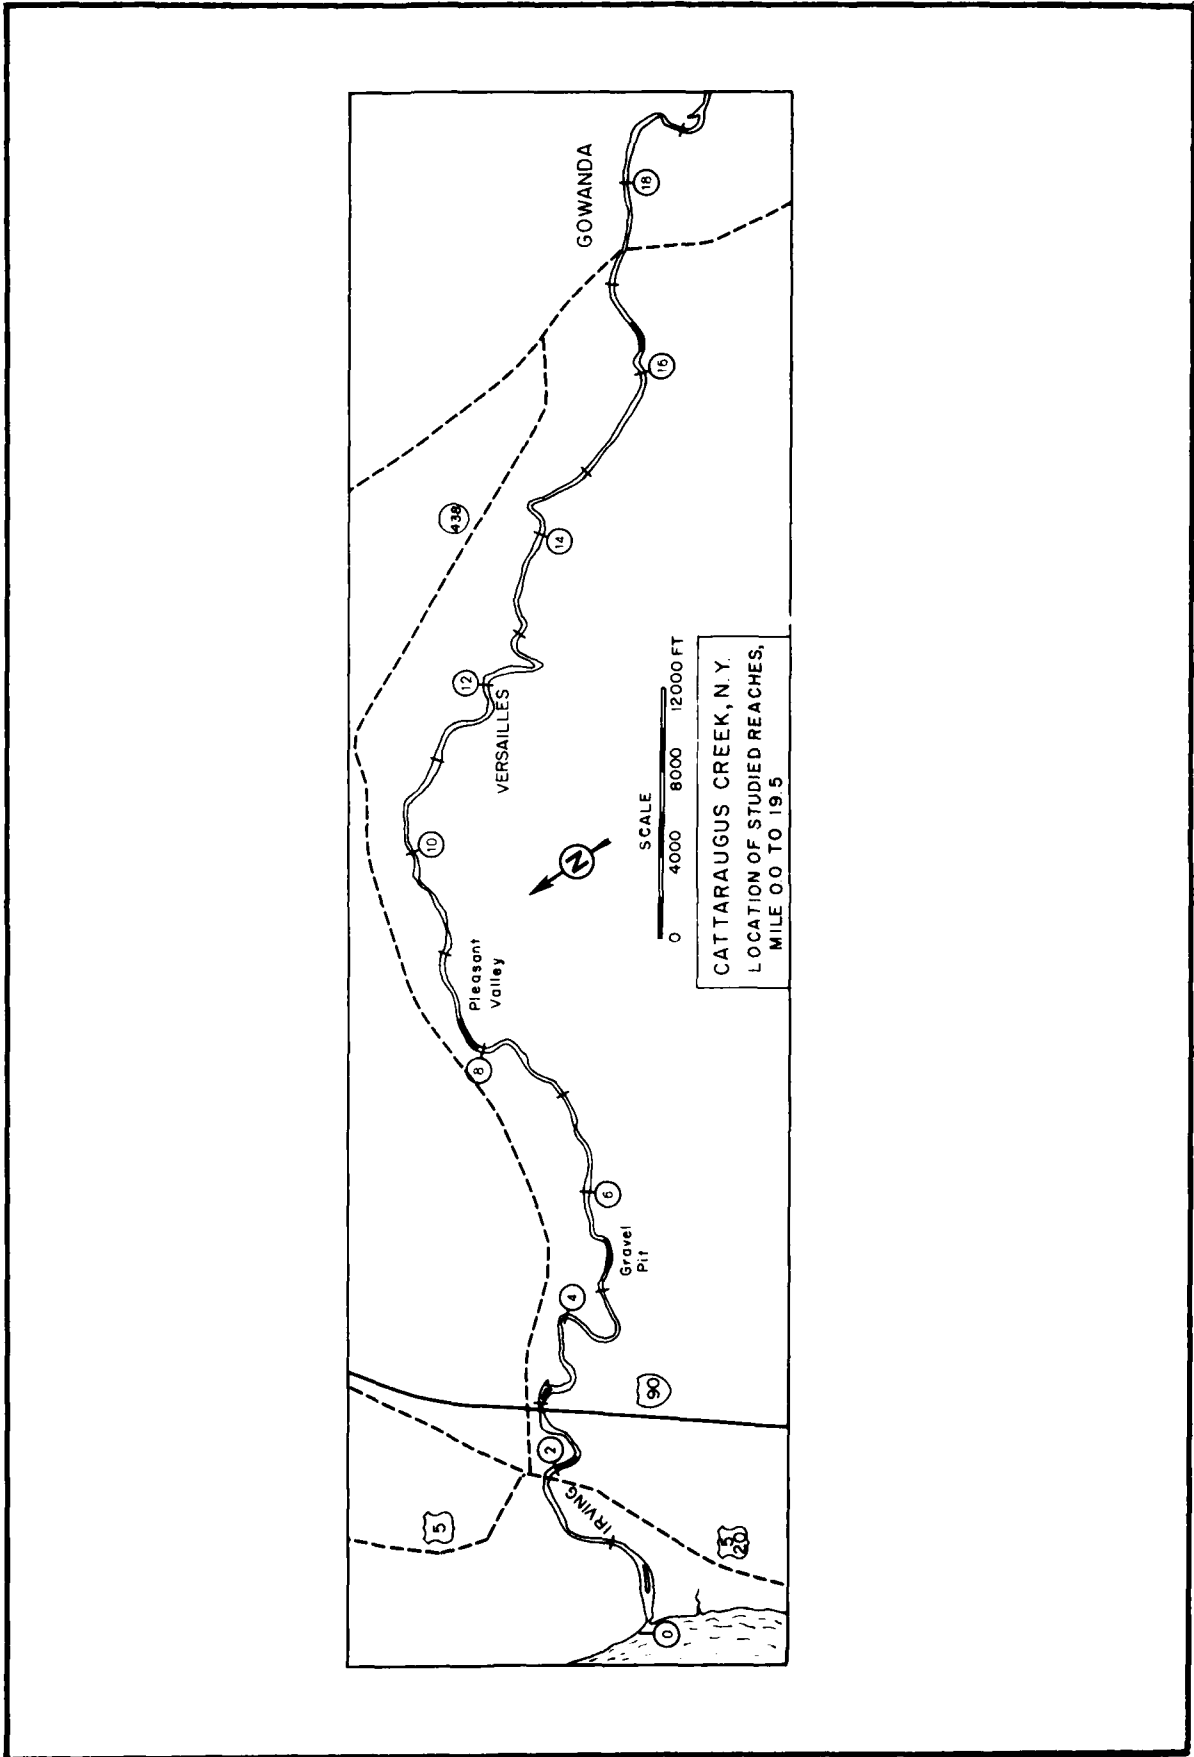 GOWANDA
18
16
438
14
12
VERSAILLES
10
N
SCALE
0 4000 8000 12000 FT
CATTARAUGUS CREEK, N.Y.
LOCATION OF STUDIED REACHES,
MILE 0.0 TO 19.5
Pleasant
Valley
8
6
Gravel
Pit
4
90
2
IRVING
5
5
20
0